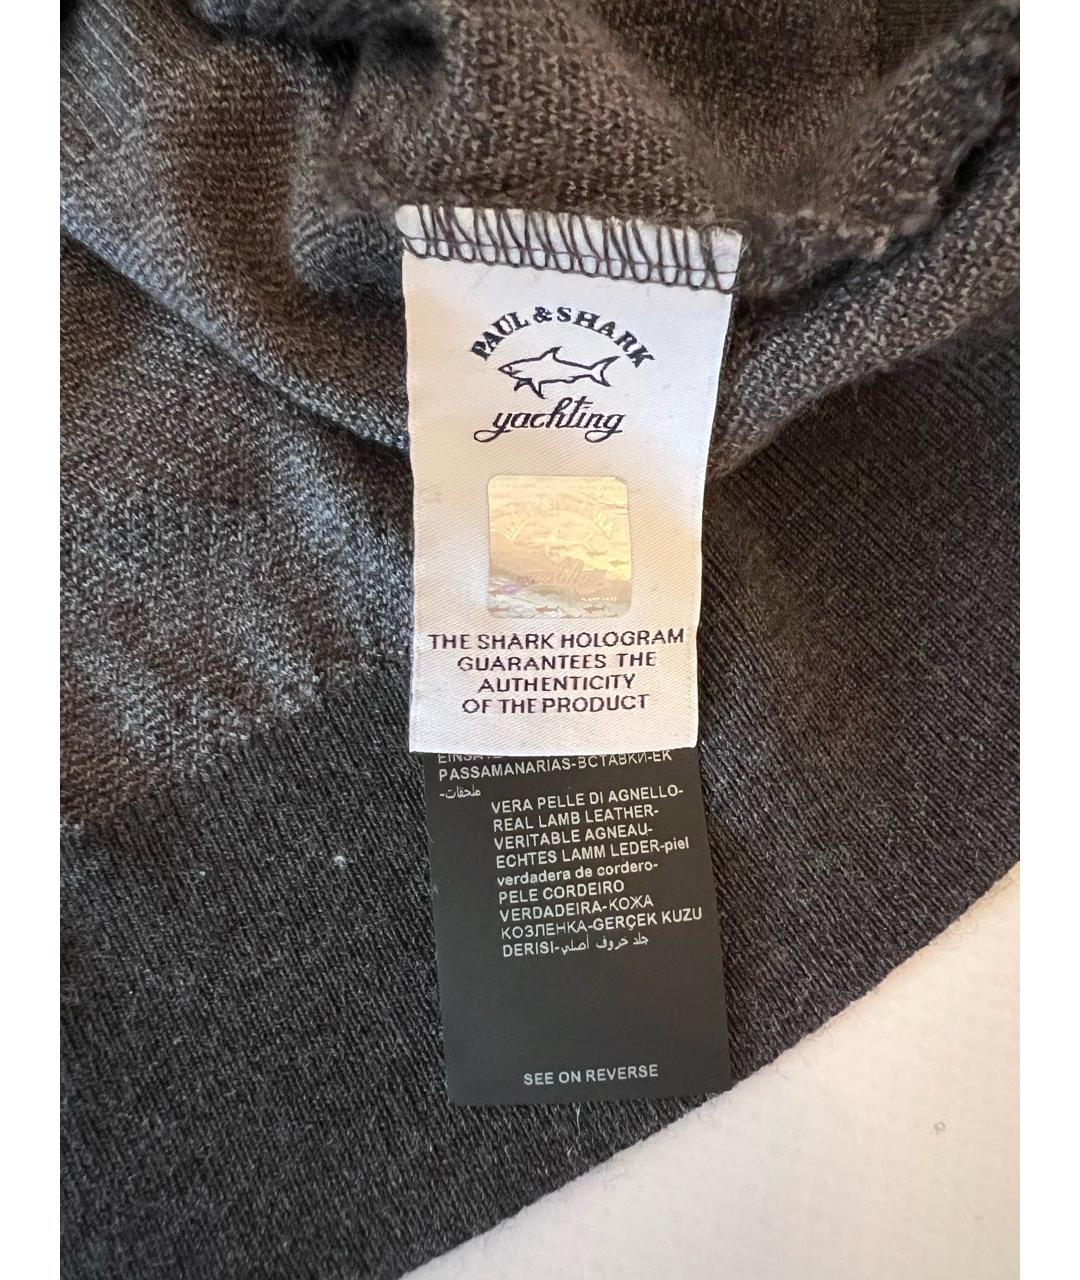 PAUL & SHARK
yachting
THE SHARK HOLOGRAM
GUARANTEES THE
AUTHENTICITY
OF THE PRODUCT
PASSAMANARIAS-ВСТАВКИ-EK
ملحقات-
VERA PELLE DI AGNELLO-
REAL LAMB LEATHER-
VERITABLE AGNEAU-
ECHTES LAMM LEDER-piel
verdadera de cordero-
PELE CORDEIRO
VERDADEIRA-КОЖА
КОЗЛЕНКА-GERÇEK KUZU
DERISI-جلد خروف أصلي
SEE ON REVERSE